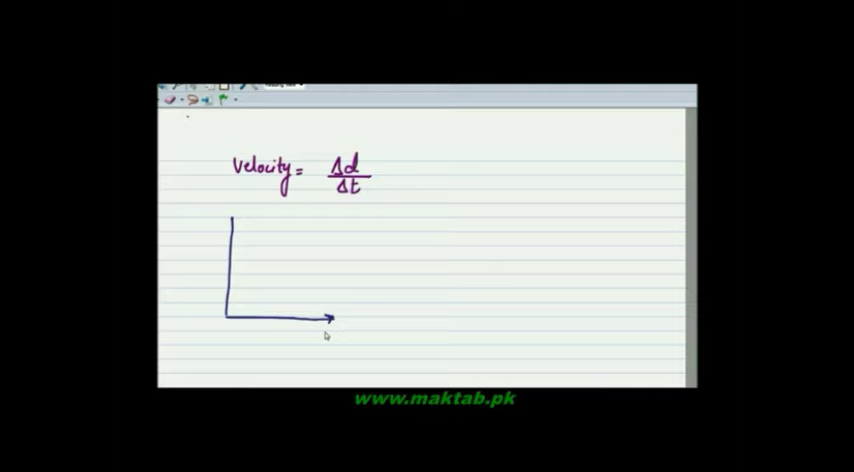 Velocity = Δd
Δt
www.maktab.pk